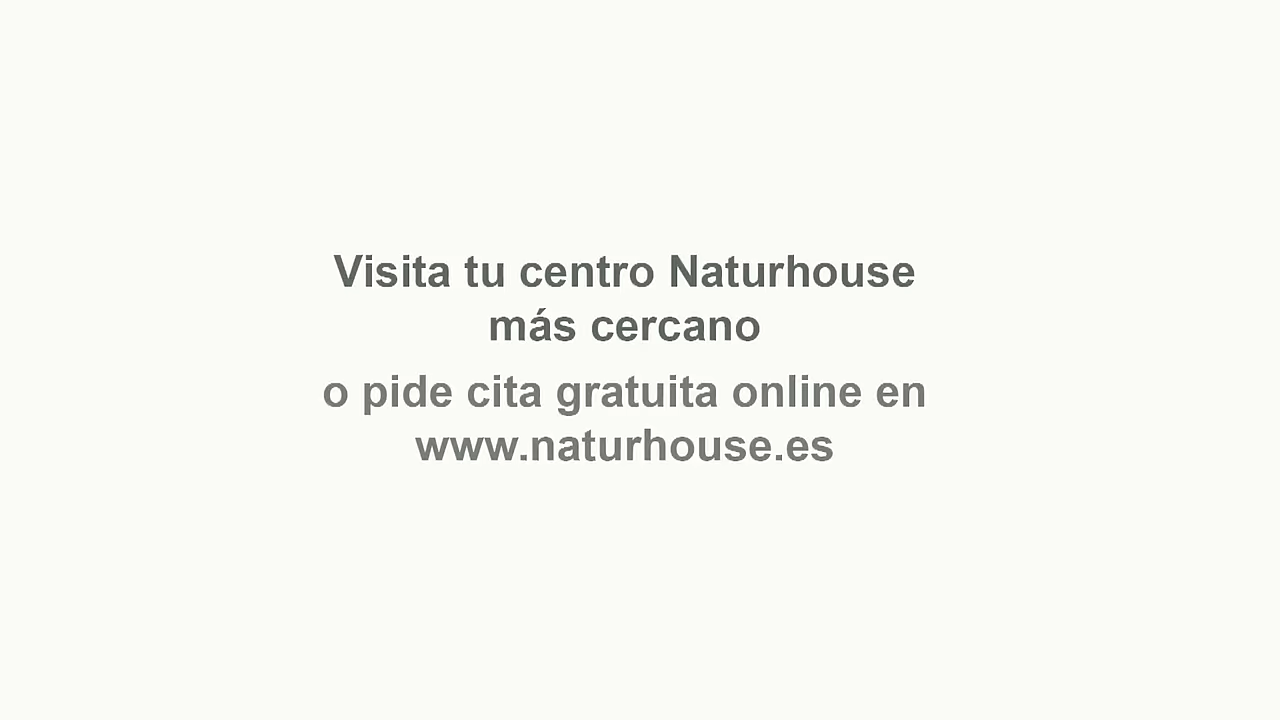 Visita tu centro Naturhouse
más cercano
o pide cita gratuita online en
www.naturhouse.es